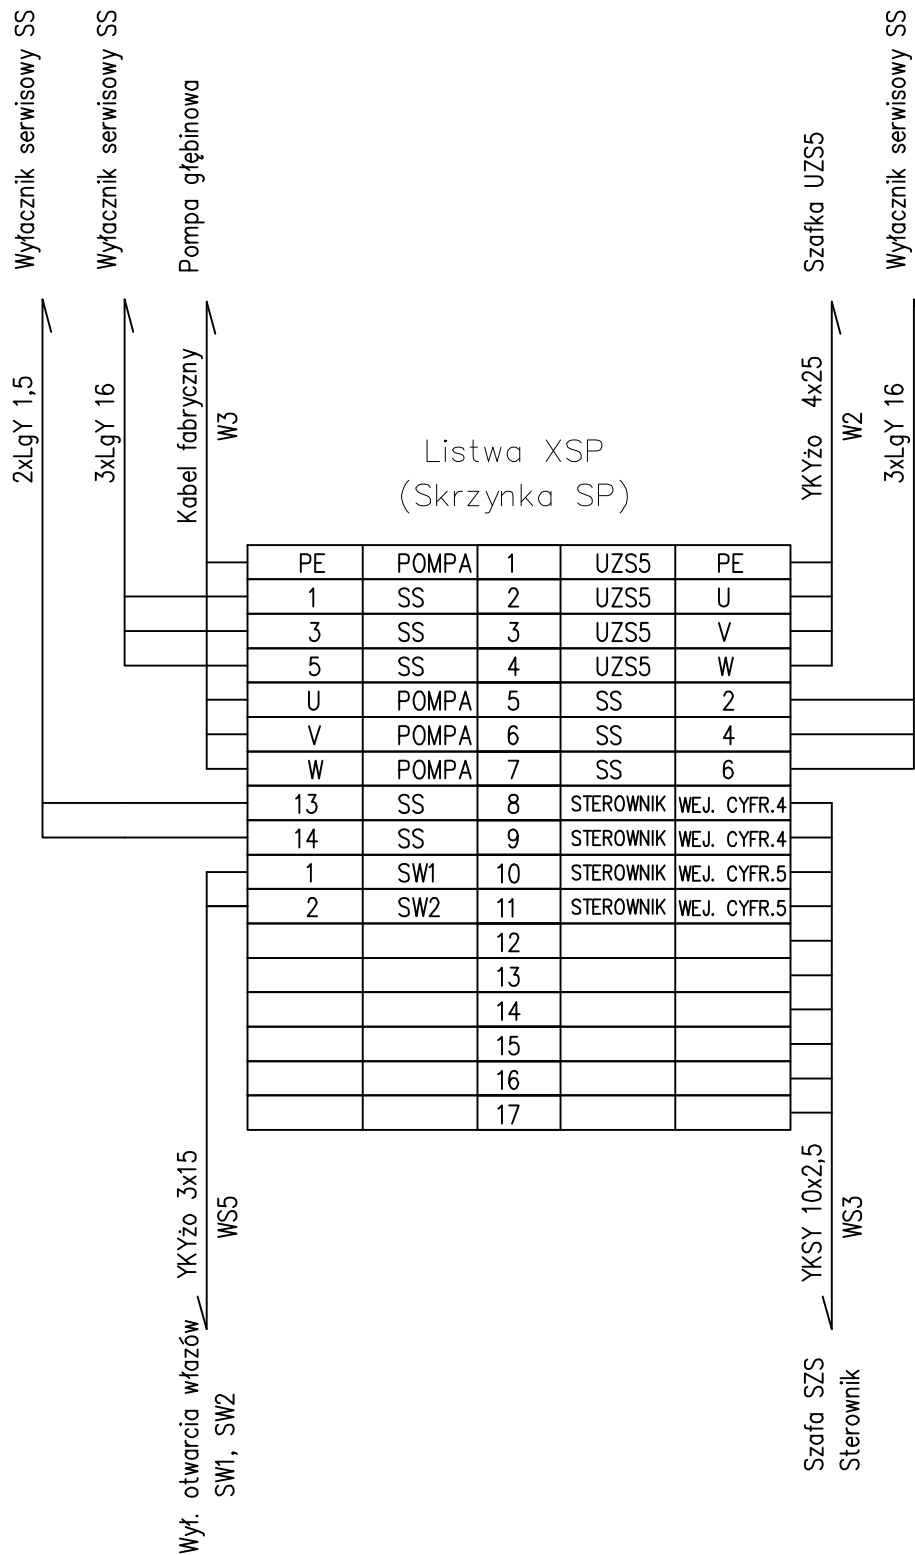 Wyłacznik serwisowy SS
2xLgY 1,5
Wyłacznik serwisowy SS
3xLgY 16
Pompa głębinowa
Kabel fabryczny
W3
Szafka UZS5
YKYżo 4x25
W2
Wyłacznik serwisowy SS
3xLgY 16
Listwa XSP
(Skrzynka SP)
PE POMPA 1 UZS5 PE
1 SS 2 UZS5 U
3 SS 3 UZS5 V
5 SS 4 UZS5 W
U POMPA 5 SS 2
V POMPA 6 SS 4
W POMPA 7 SS 6
13 SS 8 STEROWNIK WEJ. CYFR.4
14 SS 9 STEROWNIK WEJ. CYFR.4
1 SW1 10 STEROWNIK WEJ. CYFR.5
2 SW2 11 STEROWNIK WEJ. CYFR.5
12
13
14
15
16
17
YKYżo 3x15
WS5
Wył. otwarcia włazów
SW1, SW2
YKSY 10x2,5
WS3
Szafa SZS
Sterownik